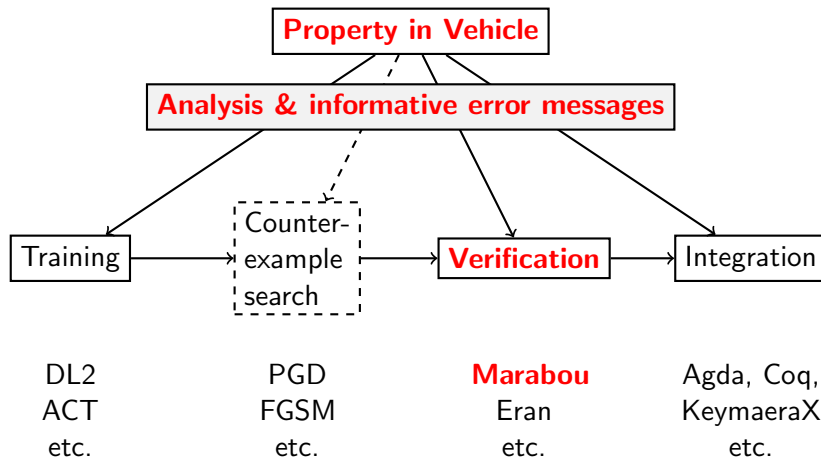 Property in Vehicle
Analysis & informative error messages
Training
Counter-
example
search
Verification
Integration
DL2
ACT
etc.
PGD
FGSM
etc.
Marabou
Eran
etc.
Agda, Coq,
KeymaeraX
etc.